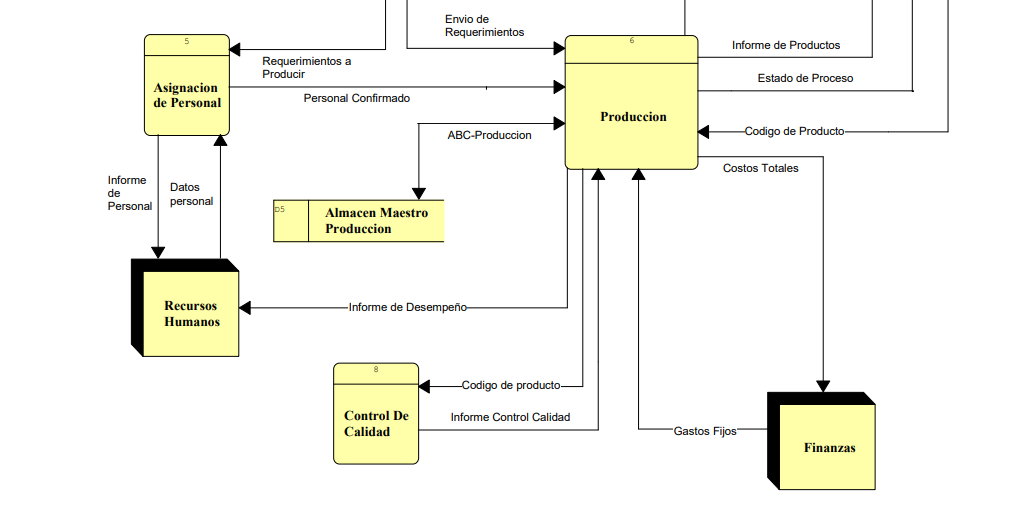 Envio de
Requerimientos
5
6
Informe de Productos
Requerimientos a
Producir
Estado de Proceso
Asignacion
de Personal
Personal Confirmado
Produccion
ABC-Produccion
Codigo de Producto
Costos Totales
Informe
de
Personal
Datos
personal
D5
Almacen Maestro
Produccion
Recursos
Humanos
Informe de Desempeño
8
Codigo de producto
Control De
Calidad
Informe Control Calidad
Gastos Fijos
Finanzas